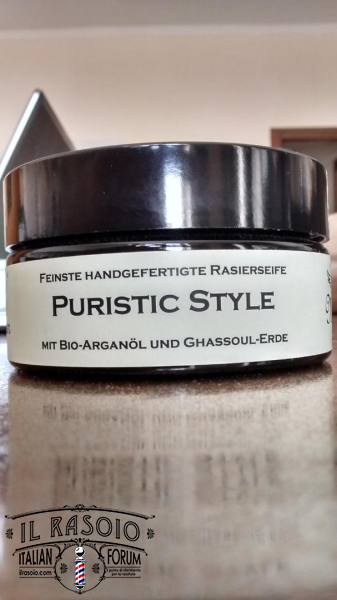 FEINSTE HANDGEFERTIGTE RASIERSEIFE
PURISTIC STYLE
MIT BIO-ARGANÖL UND GHASSOUL-ERDE
IL RASOIO
ITALIAN FORUM
ilrasoio.com